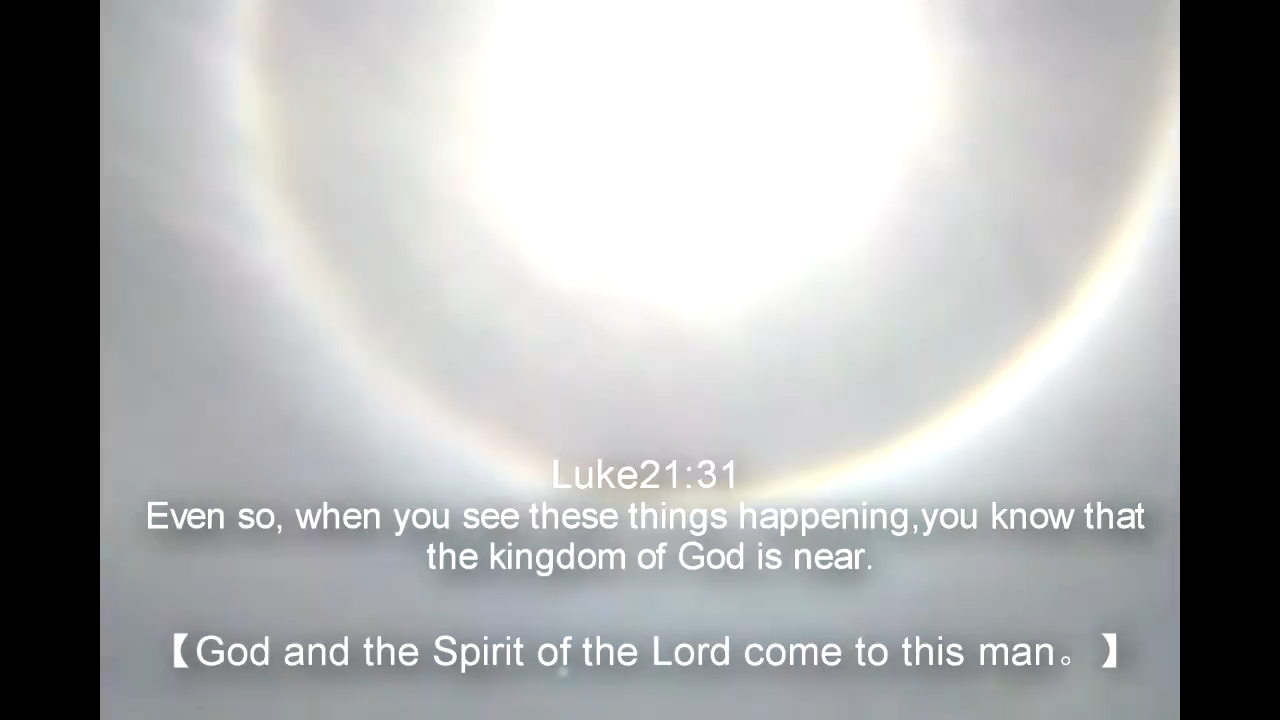 Luke21:31
Even so, when you see these things happening,you know that
the kingdom of God is near.
【God and the Spirit of the Lord come to this man。】